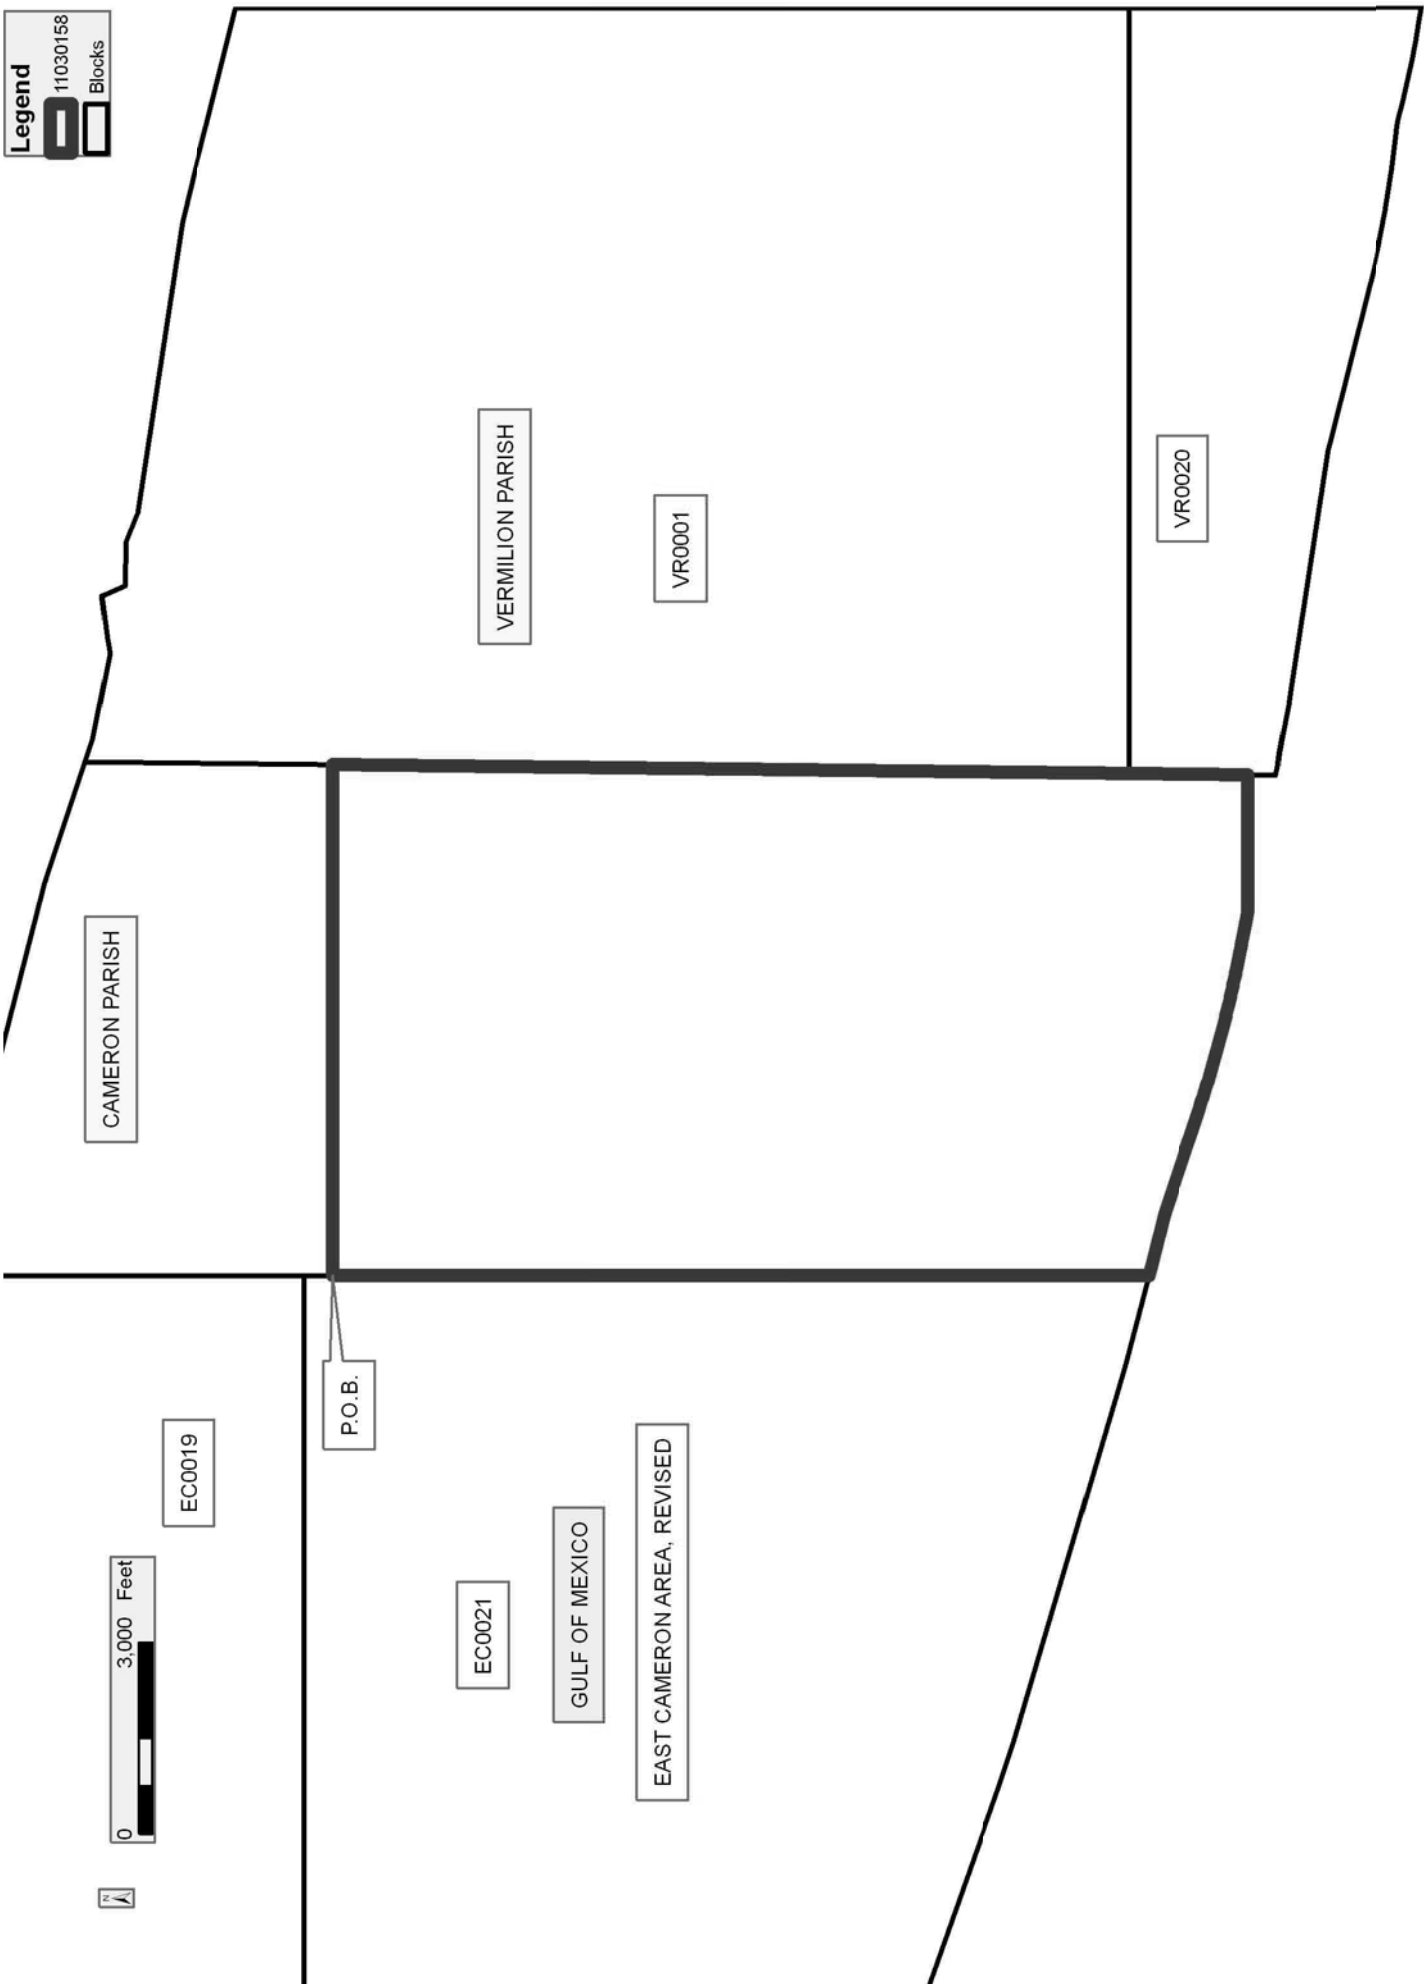 Legend
11030158
Blocks
CAMERON PARISH
VERMILION PARISH
VR0001
VR0020
EC0019
P.O.B.
N
0 3,000 Feet
EC0021
GULF OF MEXICO
EAST CAMERON AREA, REVISED